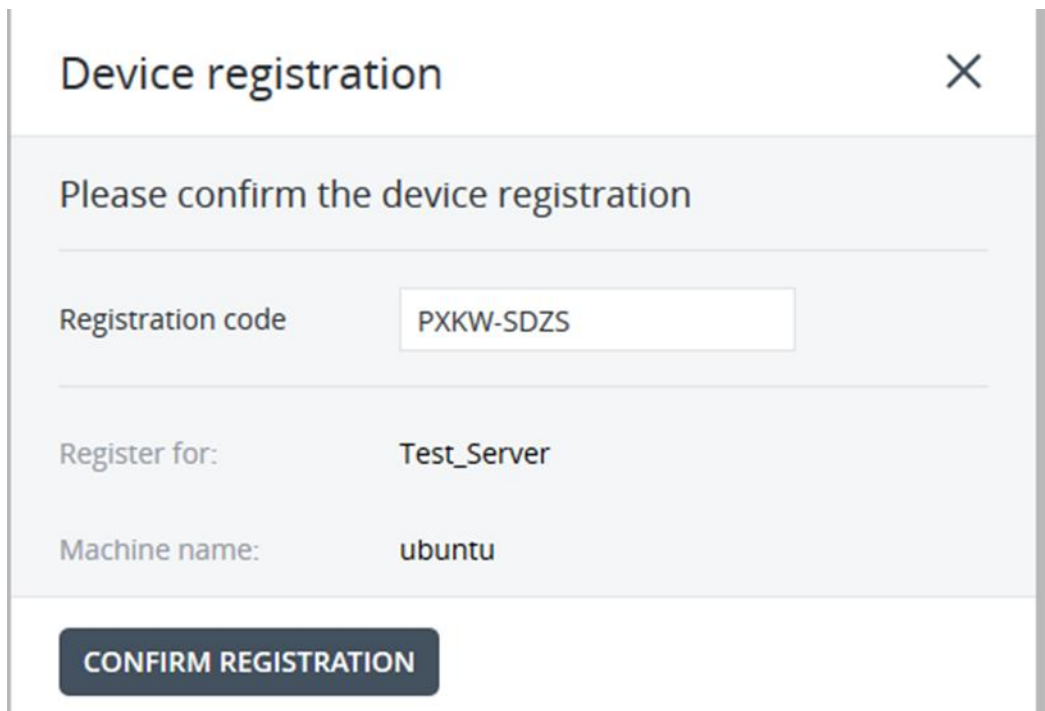 Device registration
Please confirm the device registration
Registration code PXKW-SDZS
Register for: Test_Server
Machine name: ubuntu
CONFIRM REGISTRATION